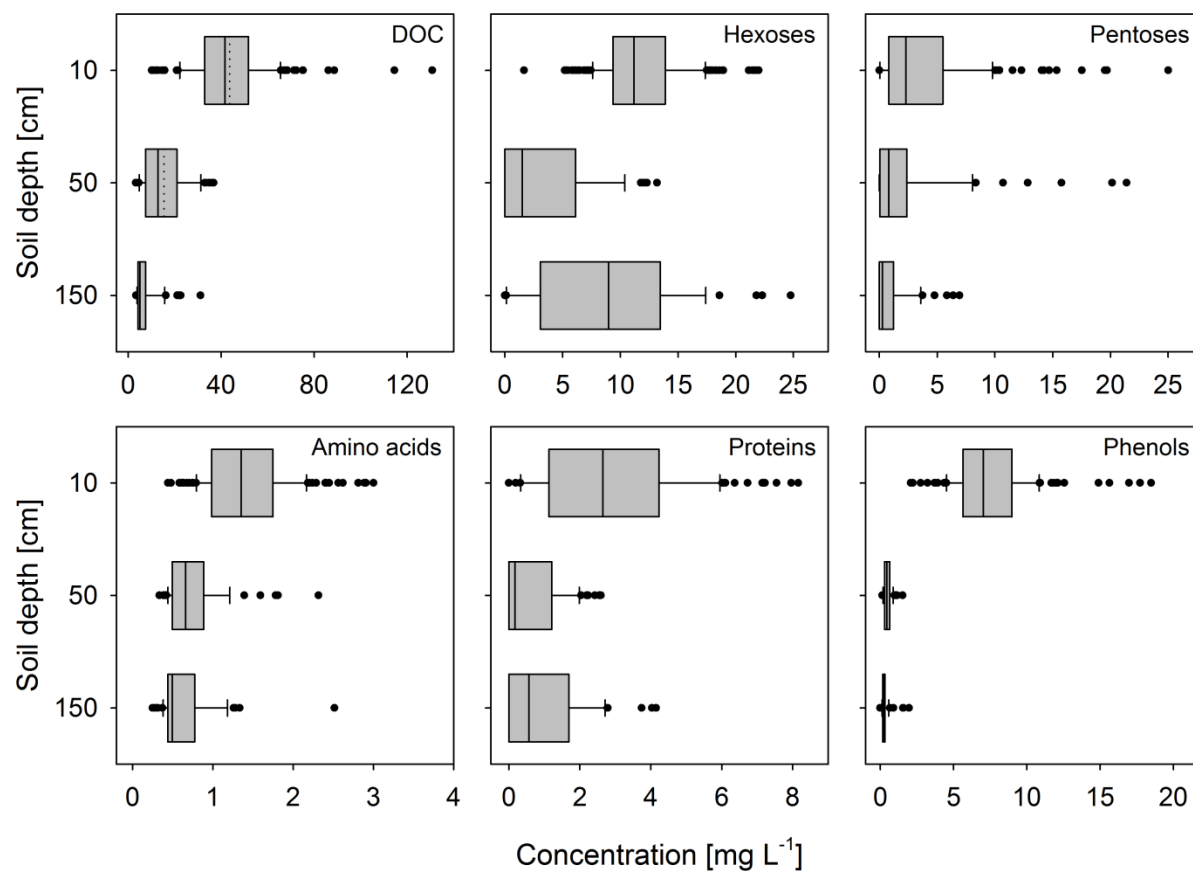 DOC
Hexoses
Pentoses
Soil depth [cm]
10
50
150
0 40 80 120
0 5 10 15 20 25
0 5 10 15 20 25
Amino acids
Proteins
Phenols
Soil depth [cm]
10
50
150
0 1 2 3 4
0 2 4 6 8
0 5 10 15 20
Concentration [mg L⁻¹]